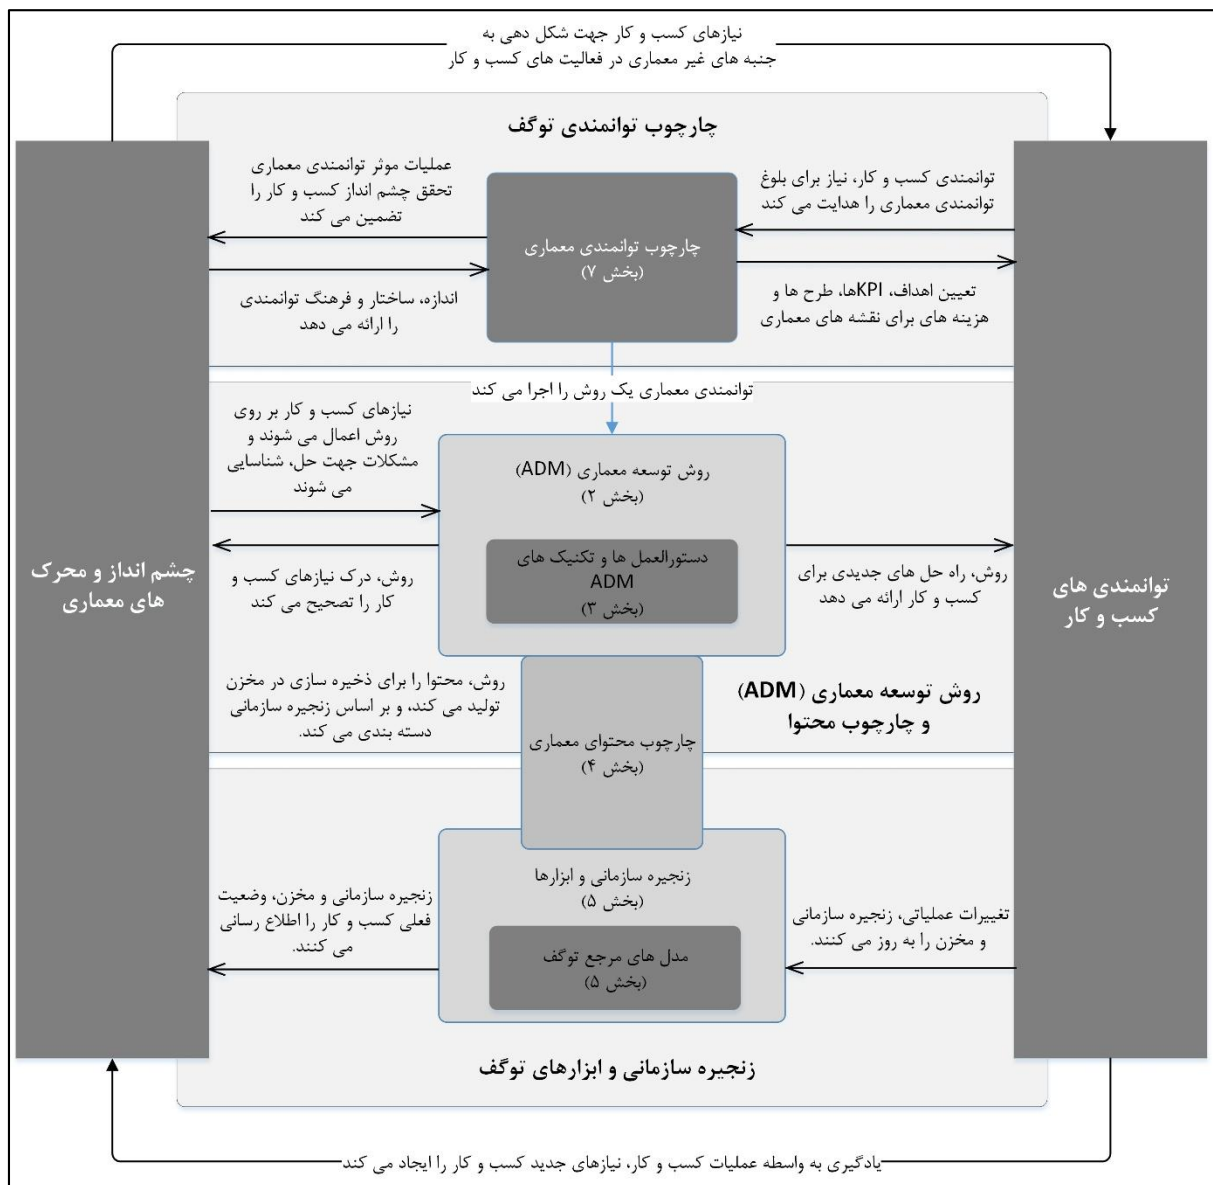 نیازهای کسب و کار جهت شکل دهی به
جنبه های غیر معماری در فعالیت های کسب و کار
چارچوب توانمندی توگف
توانمندی کسب و کار، نیاز برای بلوغ
توانمندی معماری را هدایت می کند
عملیات موثر توانمندی معماری
تحقق چشم انداز کسب و کار را
تضمین می کند
چارچوب توانمندی معماری
(بخش ۷)
تعیین اهداف، KPIها، طرح ها و
هزینه های برای نقشه های معماری
اندازه، ساختار و فرهنگ توانمندی
را ارائه می دهد
توانمندی معماری یک روش را اجرا می کند
نیازهای کسب و کار بر روی
روش اعمال می شوند و
مشکلات جهت حل، شناسایی
می شوند
روش توسعه معماری (ADM)
(بخش ۲)
دستورالعمل ها و تکنیک های
ADM
(بخش ۳)
توانمندی های
کسب و کار
روش، راه حل های جدیدی برای
کسب و کار ارائه می دهد
روش، درک نیازهای کسب و
کار را تصحیح می کند
چشم انداز و محرک
های معماری
روش توسعه معماری (ADM)
و چارچوب محتوا
روش، محتوا را برای ذخیره سازی در مخزن
تولید می کند، و بر اساس زنجیره سازمانی
دسته بندی می کند.
چارچوب محتوای معماری
(بخش ۴)
زنجیره سازمانی و ابزارها
(بخش ۵)
تغییرات عملیاتی، زنجیره سازمانی
و مخزن را به روز می کنند.
زنجیره سازمانی و مخزن، وضعیت
فعلی کسب و کار را اطلاع رسانی
می کنند.
مدل های مرجع توگف
(بخش ۵)
زنجیره سازمانی و ابزارهای توگف
یادگیری به واسطه عملیات کسب و کار، نیازهای جدید کسب و کار را ایجاد می کند